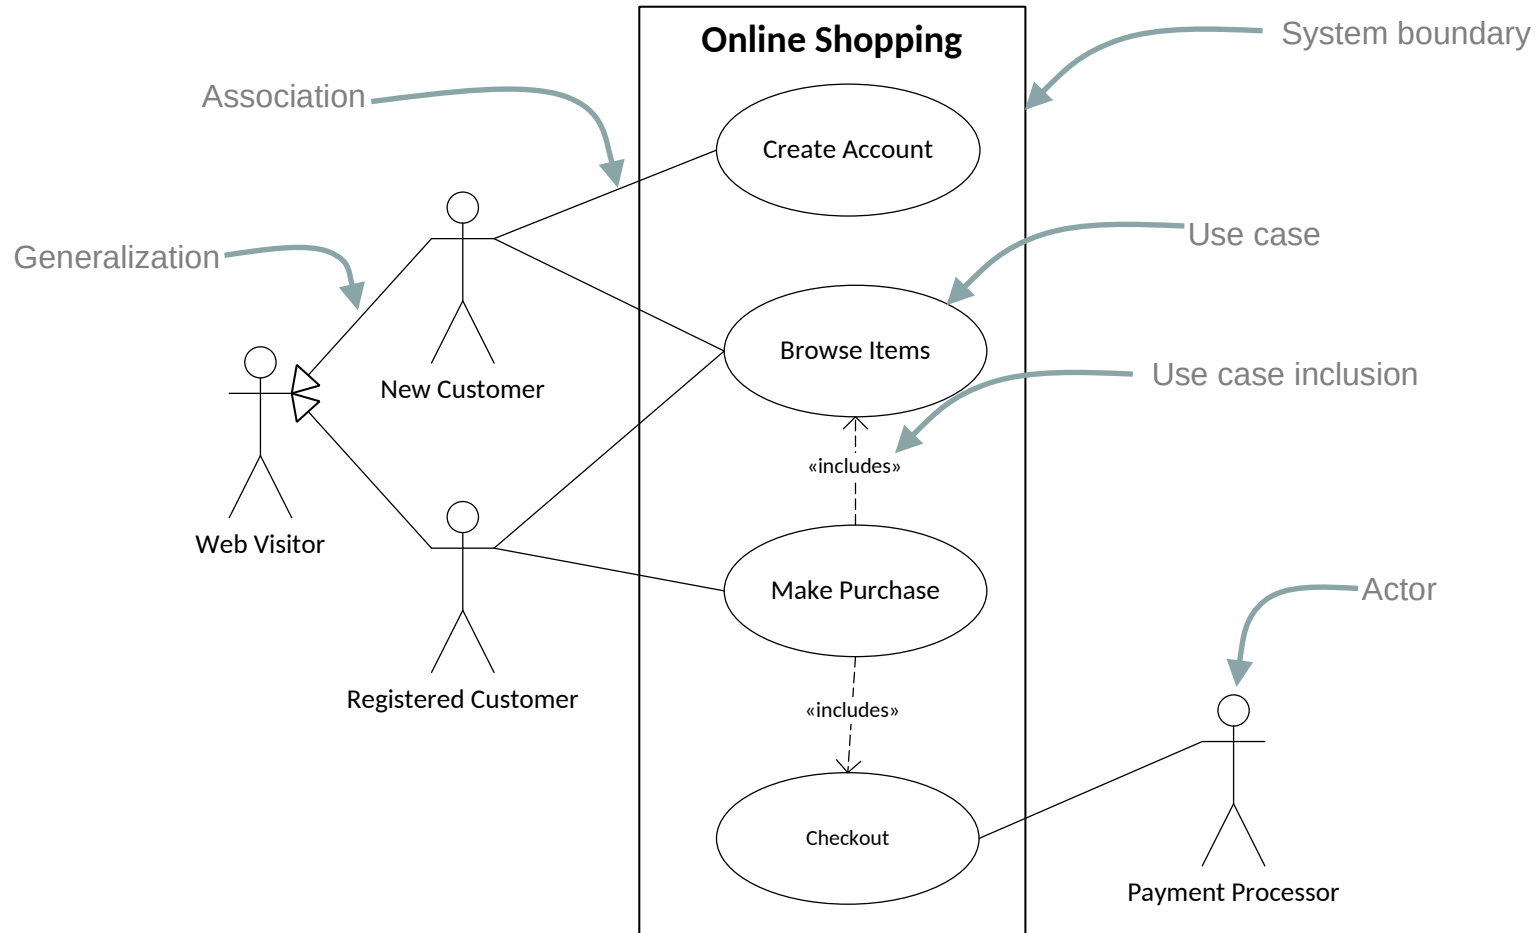 Online Shopping
System boundary
Association
Create Account
Use case
Generalization
Browse Items
Use case inclusion
New Customer
«includes»
Web Visitor
Make Purchase
Actor
Registered Customer
«includes»
Checkout
Payment Processor